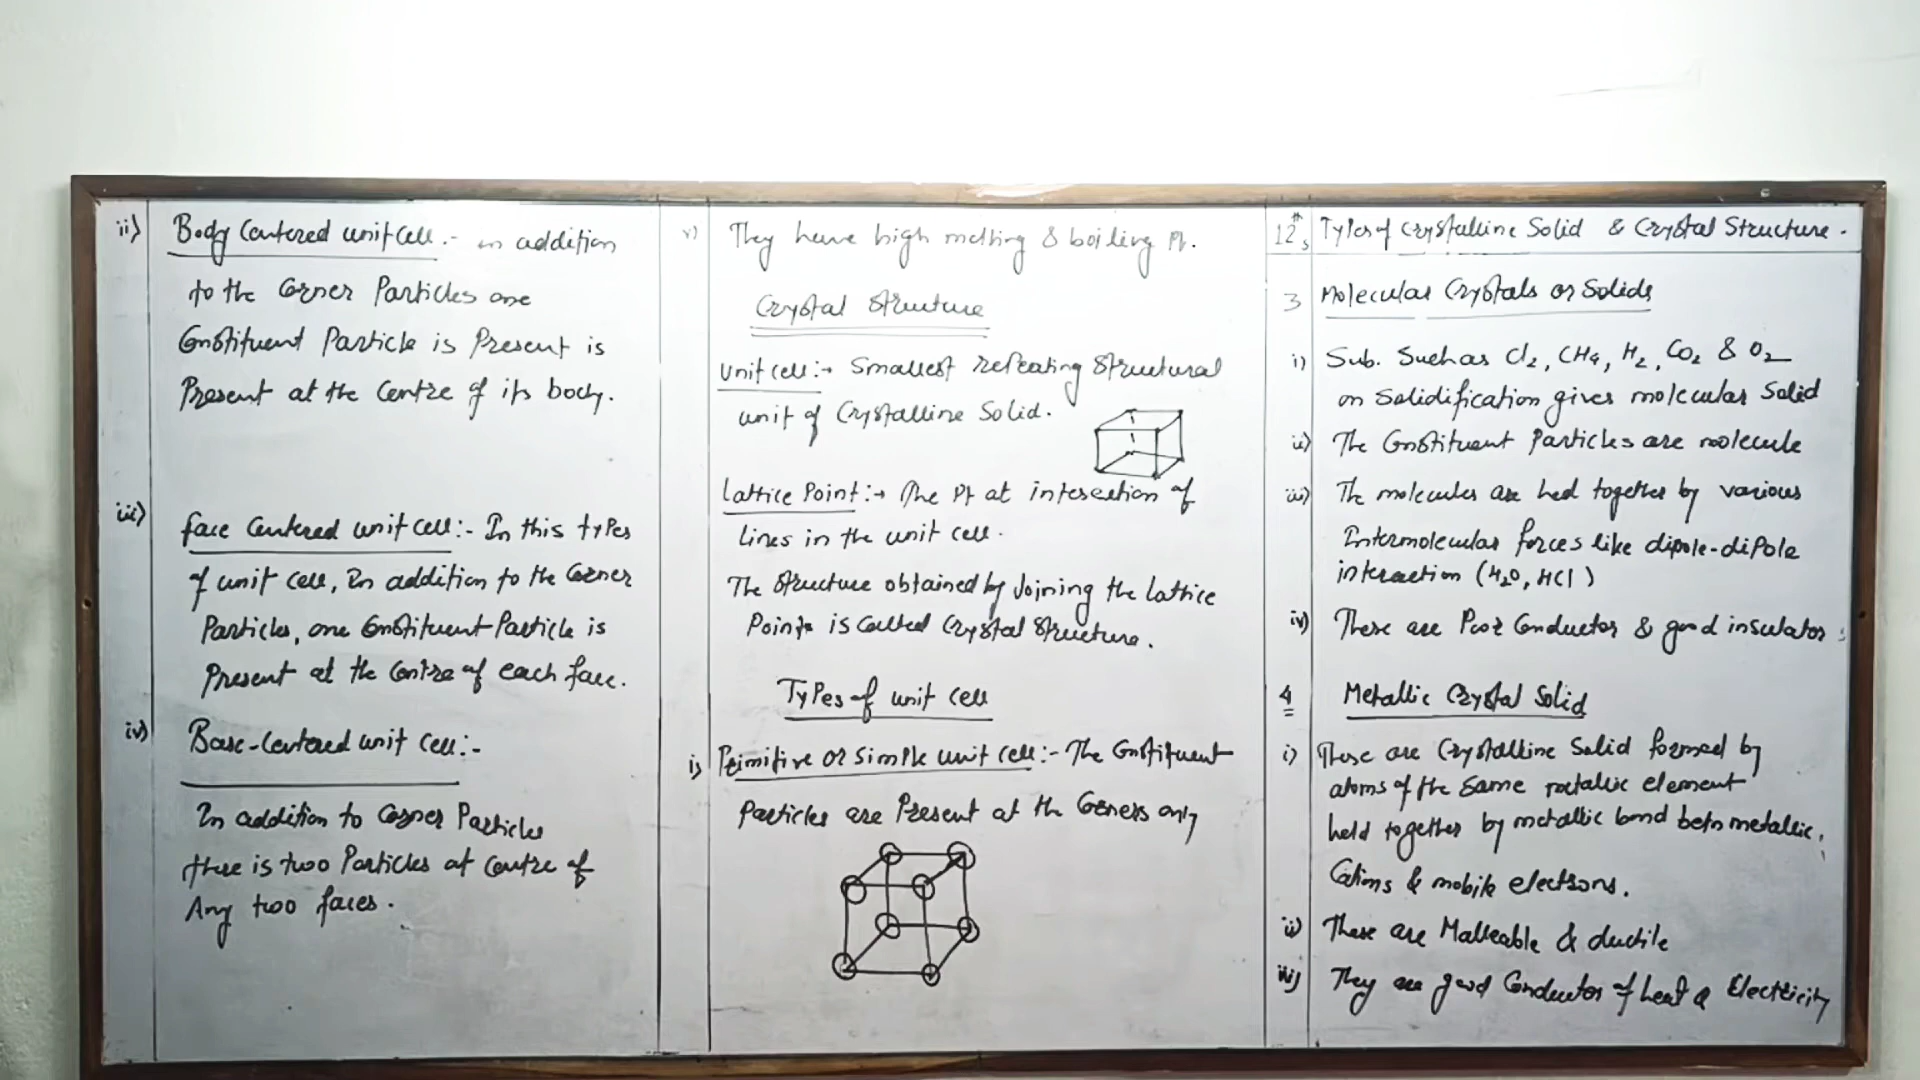 12th s Types of Crystalline Solid & Crystal Structure.
3 Molecular Crystals or Solids
i) Sub. Such as Cl2, CH4, H2, CO2 & O2
on Solidification gives molecular Solid
ii) The Constituent Particles are molecule
iii) The molecules are hed together by various
Intermolecular forces like dipole-dipole
interaction (H2O, HCl)
iv) These are Poor Conductor & good insulator
4 Metallic Crystal Solid
i) These are Crystalline Solid formed by
atoms of the same metallic element
held together by metallic bond betn metallic,
Cations & mobile electrons.
ii) These are Malleable & ductile
iii) They are good Conductor of heat & Electricity
v) They have high melting & boiling Pt.
Crystal Structure
Unit cell:→ Smallest repeating Structural
unit of Crystalline Solid.
Lattice Point:→ The Pt at intersection of
Lines in the unit cell.
The Structure obtained by Joining the Lattice
Points is Called Crystal Structure.
Types of unit cell
i) Primitive or Simple unit cell:- The Constituent
Particles are Present at the Corners only
ii) Body Centered unit Cell.- in addition
to the Corner Particles one
Constituent Particle is Present is
Present at the Centre of its body.
iii) face Centered unit cell:- In this types
of unit cell, In addition to the Corner
Particles, one Constituent Particle is
Present at the Centre of each face.
iv) Base-Centered unit Cell:-
In addition to Corner Particles
there is two Particles at Centre of
Any two faces.